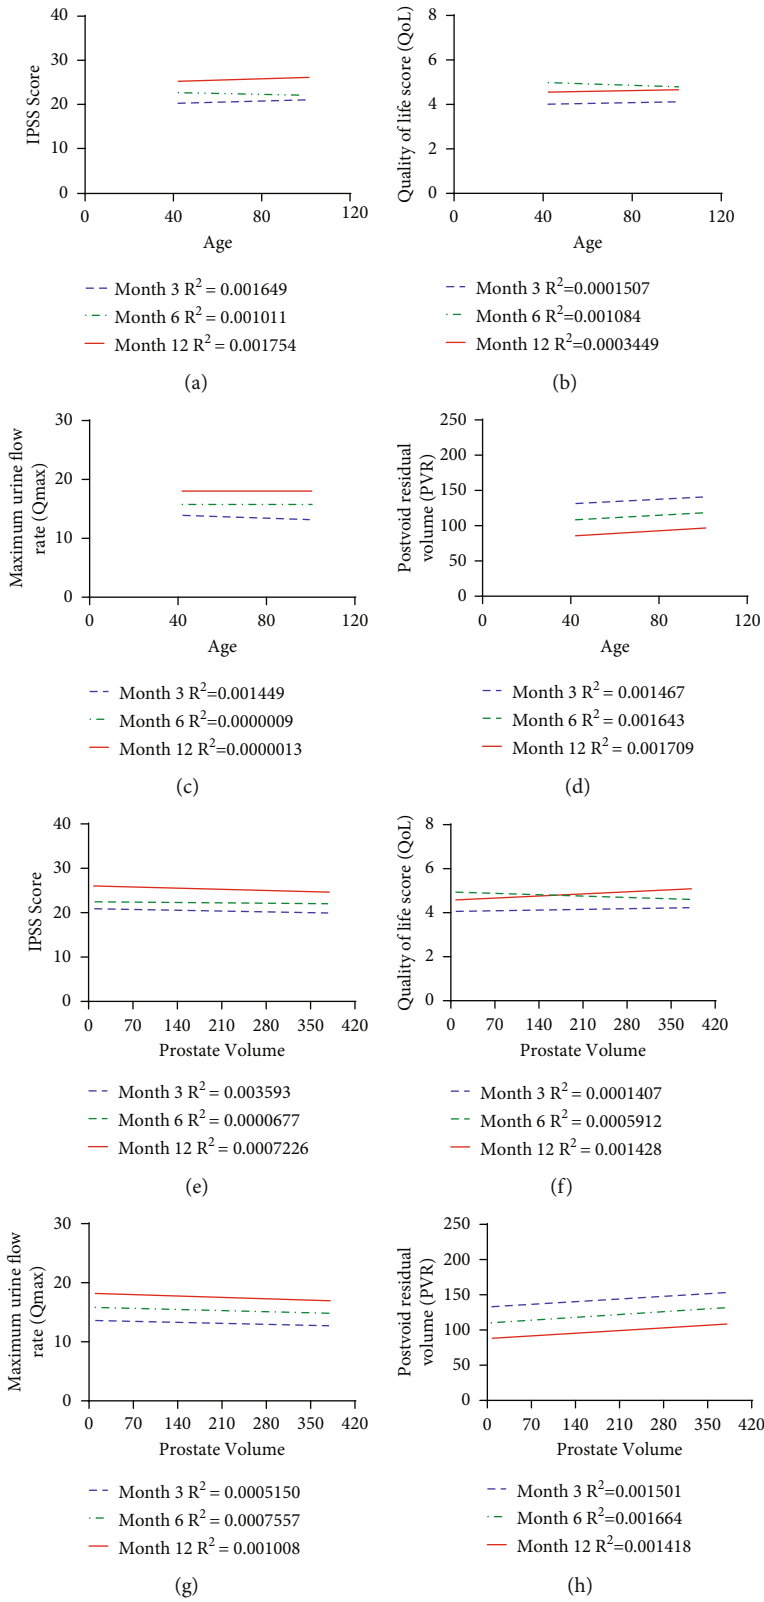 40
30
20
10
0
IPSS Score
0
40
80
120
Age
Month 3 R² = 0.001649
Month 6 R² = 0.001011
Month 12 R² = 0.001754
(a)
8
6
4
2
0
Quality of life score (QoL)
0
40
80
120
Age
Month 3 R²=0.0001507
Month 6 R²=0.001084
Month 12 R²=0.0003449
(b)
30
20
10
0
Maximum urine flow
rate (Qmax)
0
40
80
120
Age
Month 3 R²=0.001449
Month 6 R²=0.0000009
Month 12 R²=0.0000013
(c)
250
200
150
100
50
0
Postvoid residual
volume (PVR)
0
40
80
120
Age
Month 3 R² = 0.001467
Month 6 R² = 0.001643
Month 12 R² = 0.001709
(d)
40
30
20
10
0
IPSS Score
0
70
140
210
280
350
420
Prostate Volume
Month 3 R² = 0.003593
Month 6 R² = 0.0000677
Month 12 R² = 0.0007226
(e)
8
6
4
2
0
Quality of life score (QoL)
0
70
140
210
280
350
420
Prostate Volume
Month 3 R² = 0.0001407
Month 6 R² = 0.0005912
Month 12 R² = 0.001428
(f)
30
20
10
0
Maximum urine flow
rate (Qmax)
0
70
140
210
280
350
420
Prostate Volume
Month 3 R² = 0.0005150
Month 6 R² = 0.0007557
Month 12 R² = 0.001008
(g)
250
200
150
100
50
0
Postvoid residual
volume (PVR)
0
70
140
210
280
350
420
Prostate Volume
Month 3 R²=0.001501
Month 6 R²=0.001664
Month 12 R²=0.001418
(h)